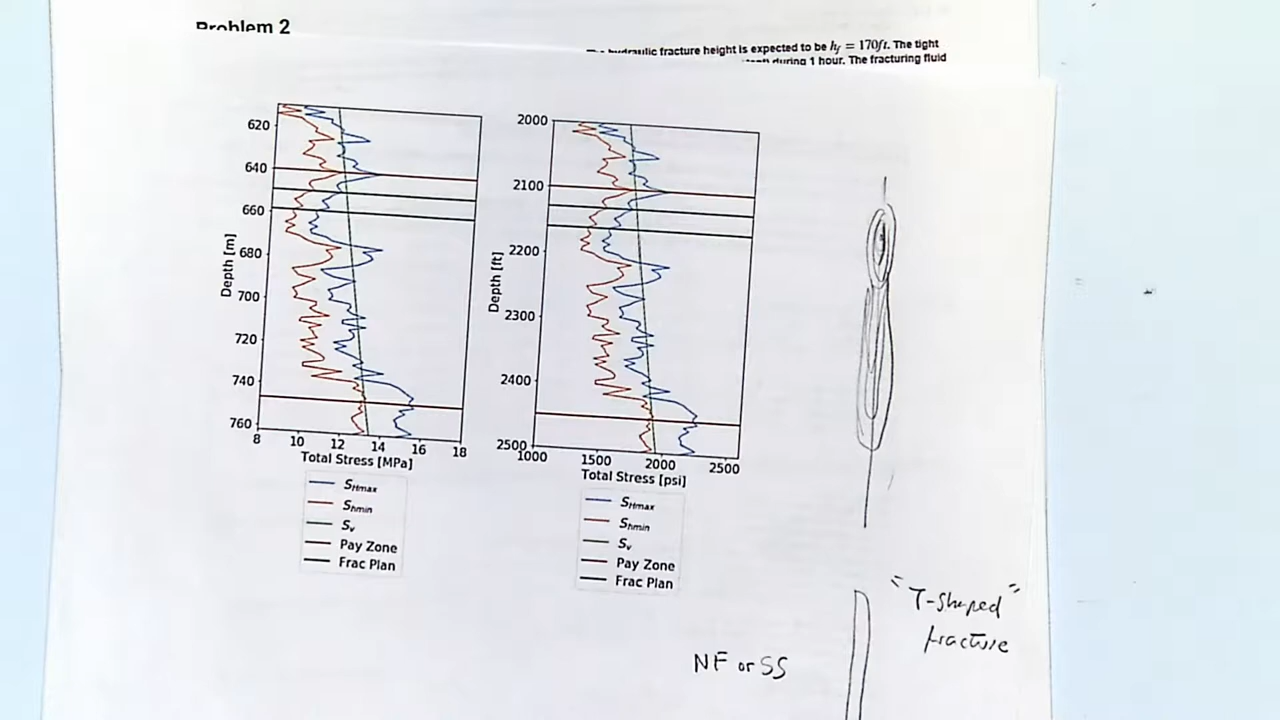 Problem 2
hydraulic fracture height is expected to be h_f = 170ft. The tight
during 1 hour. The fracturing fluid
620
640
660
680
700
720
740
760
Depth [m]
8 10 12 14 16 18
Total Stress [MPa]
S_Hmax
S_hmin
S_v
Pay Zone
Frac Plan
2000
2100
2200
2300
2400
2500
Depth [ft]
1000 1500 2000 2500
Total Stress [psi]
S_Hmax
S_hmin
S_v
Pay Zone
Frac Plan
"T-shaped"
fracture
NF or SS